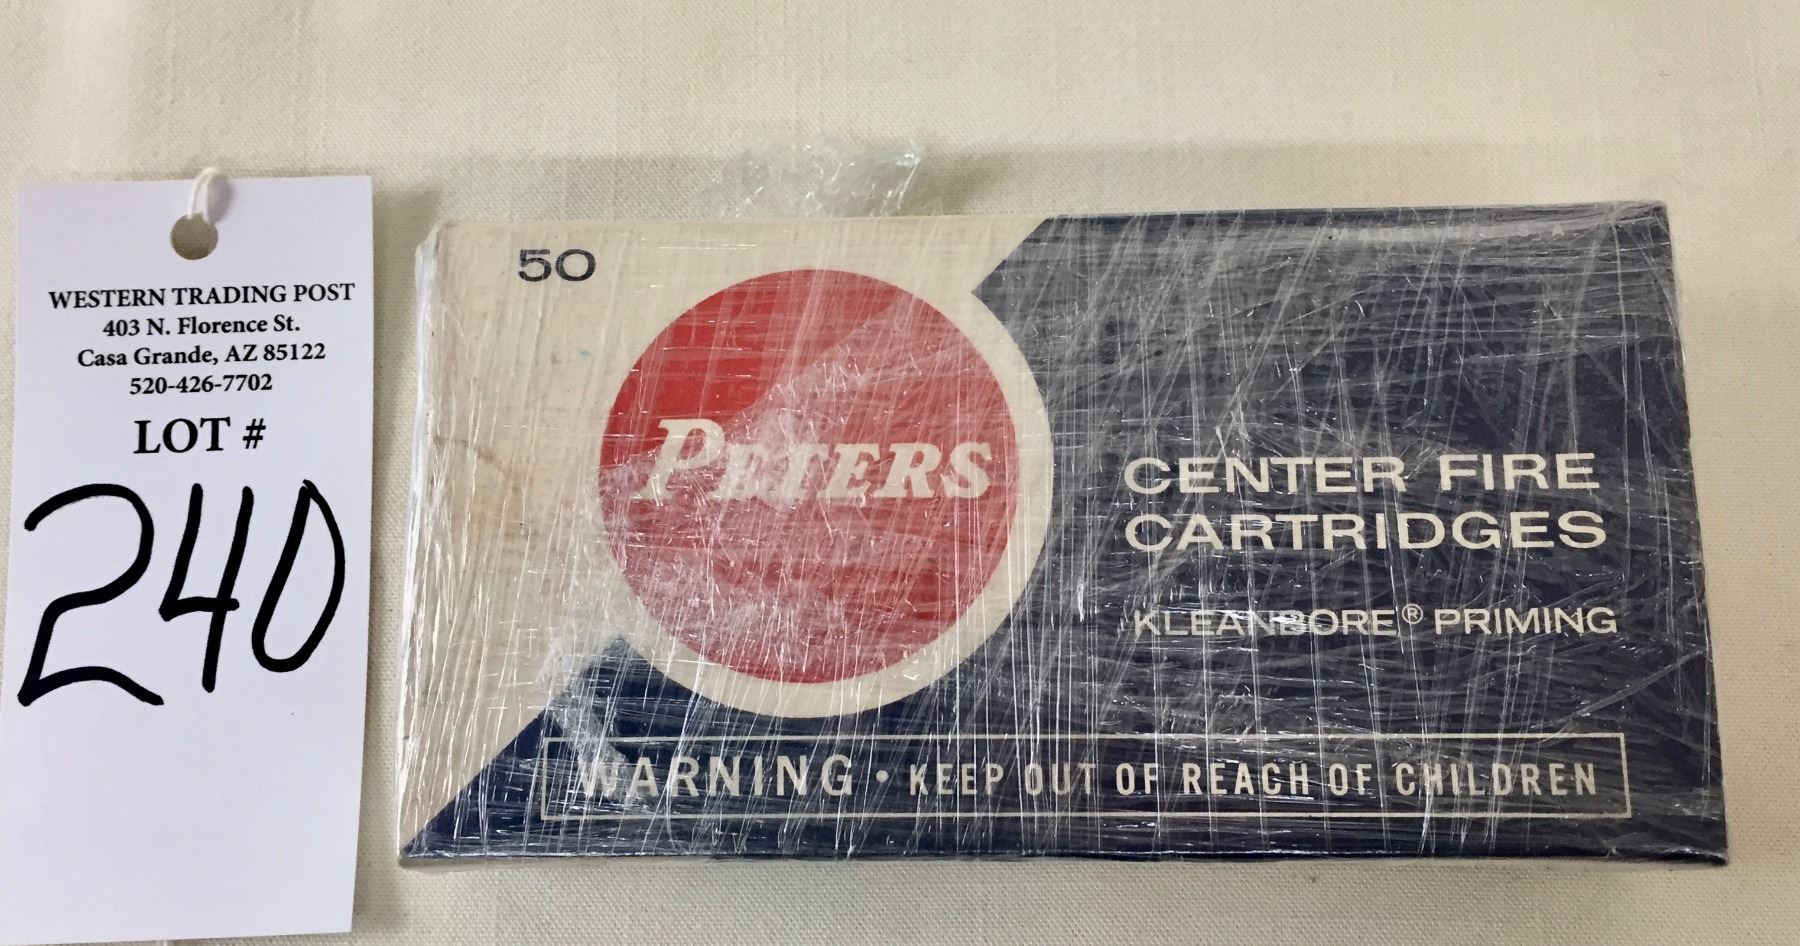 WESTERN TRADING POST
403 N. Florence St.
Casa Grande, AZ 85122
520-426-7702
LOT #
240
50
PETERS
CENTER FIRE
CARTRIDGES
KLEANBORE® PRIMING
WARNING • KEEP OUT OF REACH OF CHILDREN